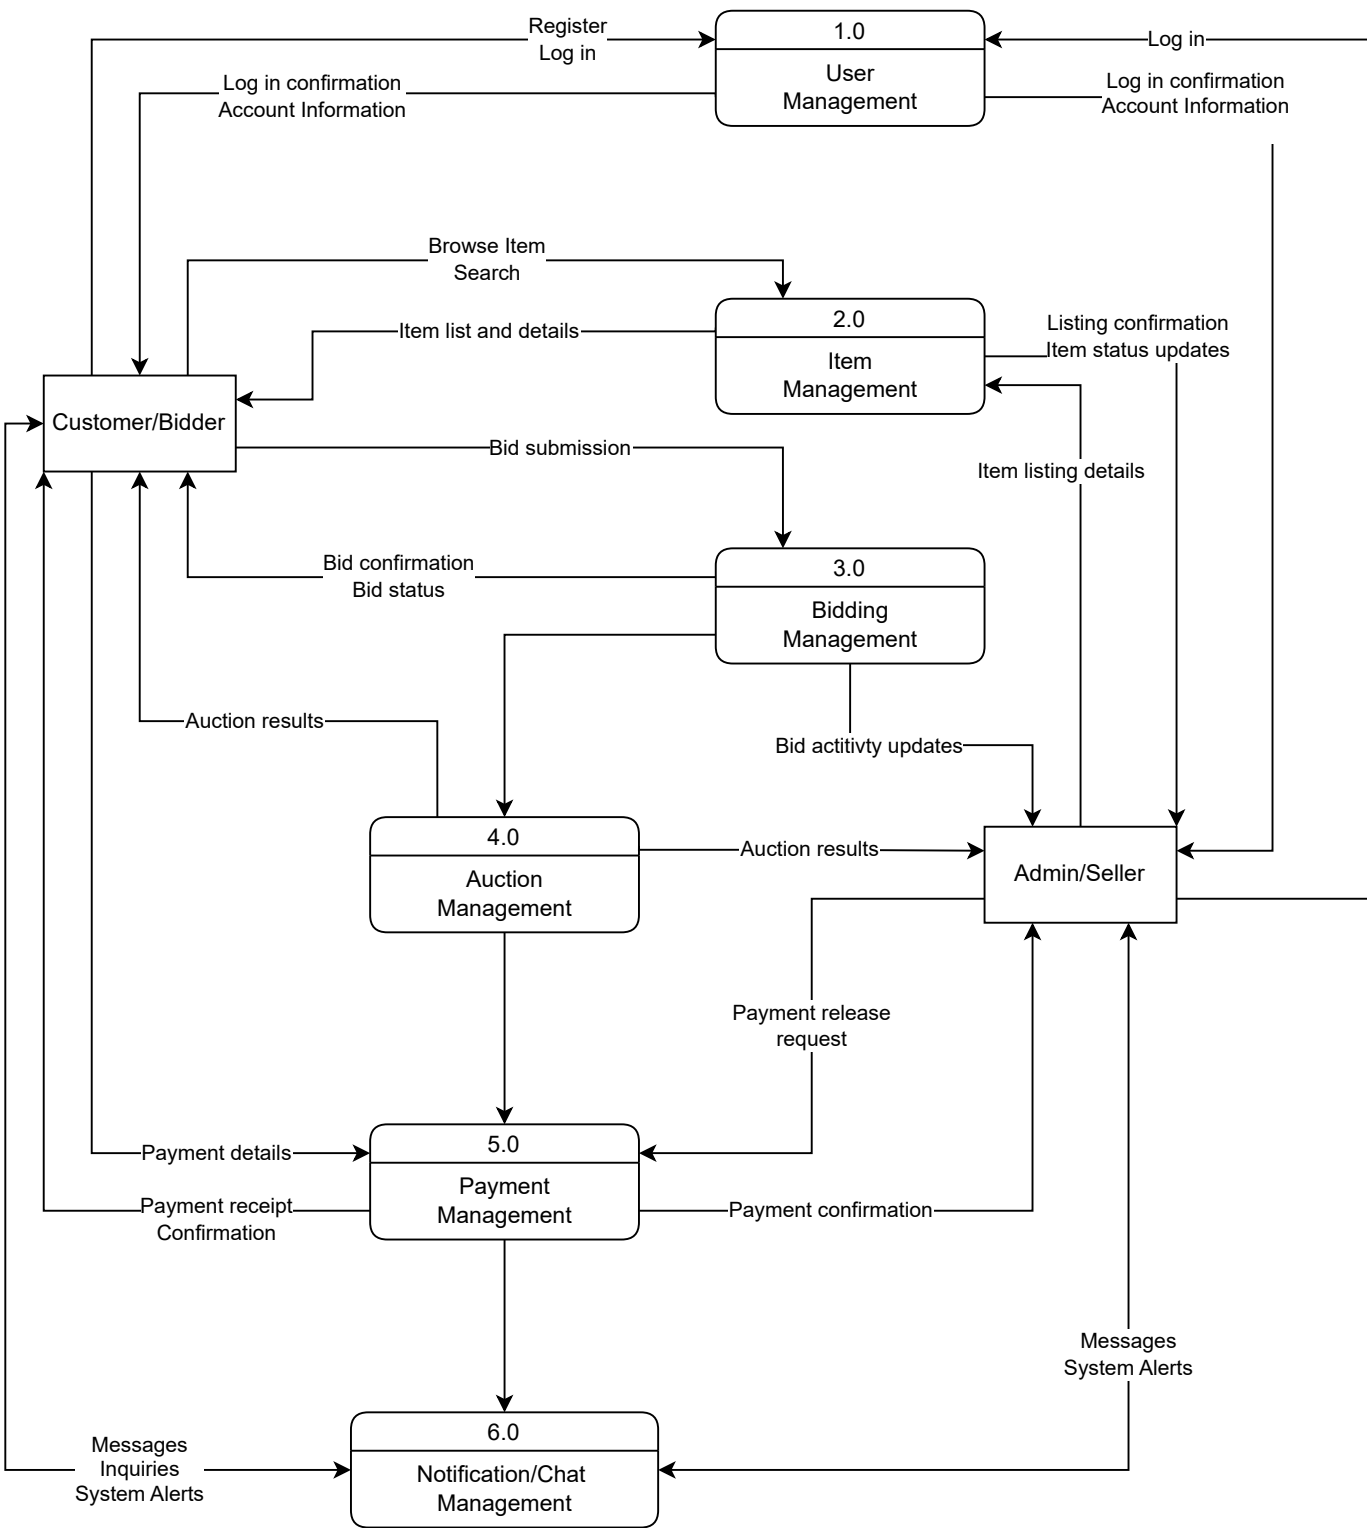 Register
Log in
1.0
User
Management
Log in
Log in confirmation
Account Information
Log in confirmation
Account Information
Browse Item
Search
2.0
Item
Management
Item list and details
Listing confirmation
Item status updates
Customer/Bidder
Bid submission
Item listing details
Bid confirmation
Bid status
3.0
Bidding
Management
Auction results
Bid actitivty updates
4.0
Auction
Management
Auction results
Admin/Seller
Payment release
request
Payment details
5.0
Payment
Management
Payment receipt
Confirmation
Payment confirmation
Messages
System Alerts
6.0
Notification/Chat
Management
Messages
Inquiries
System Alerts